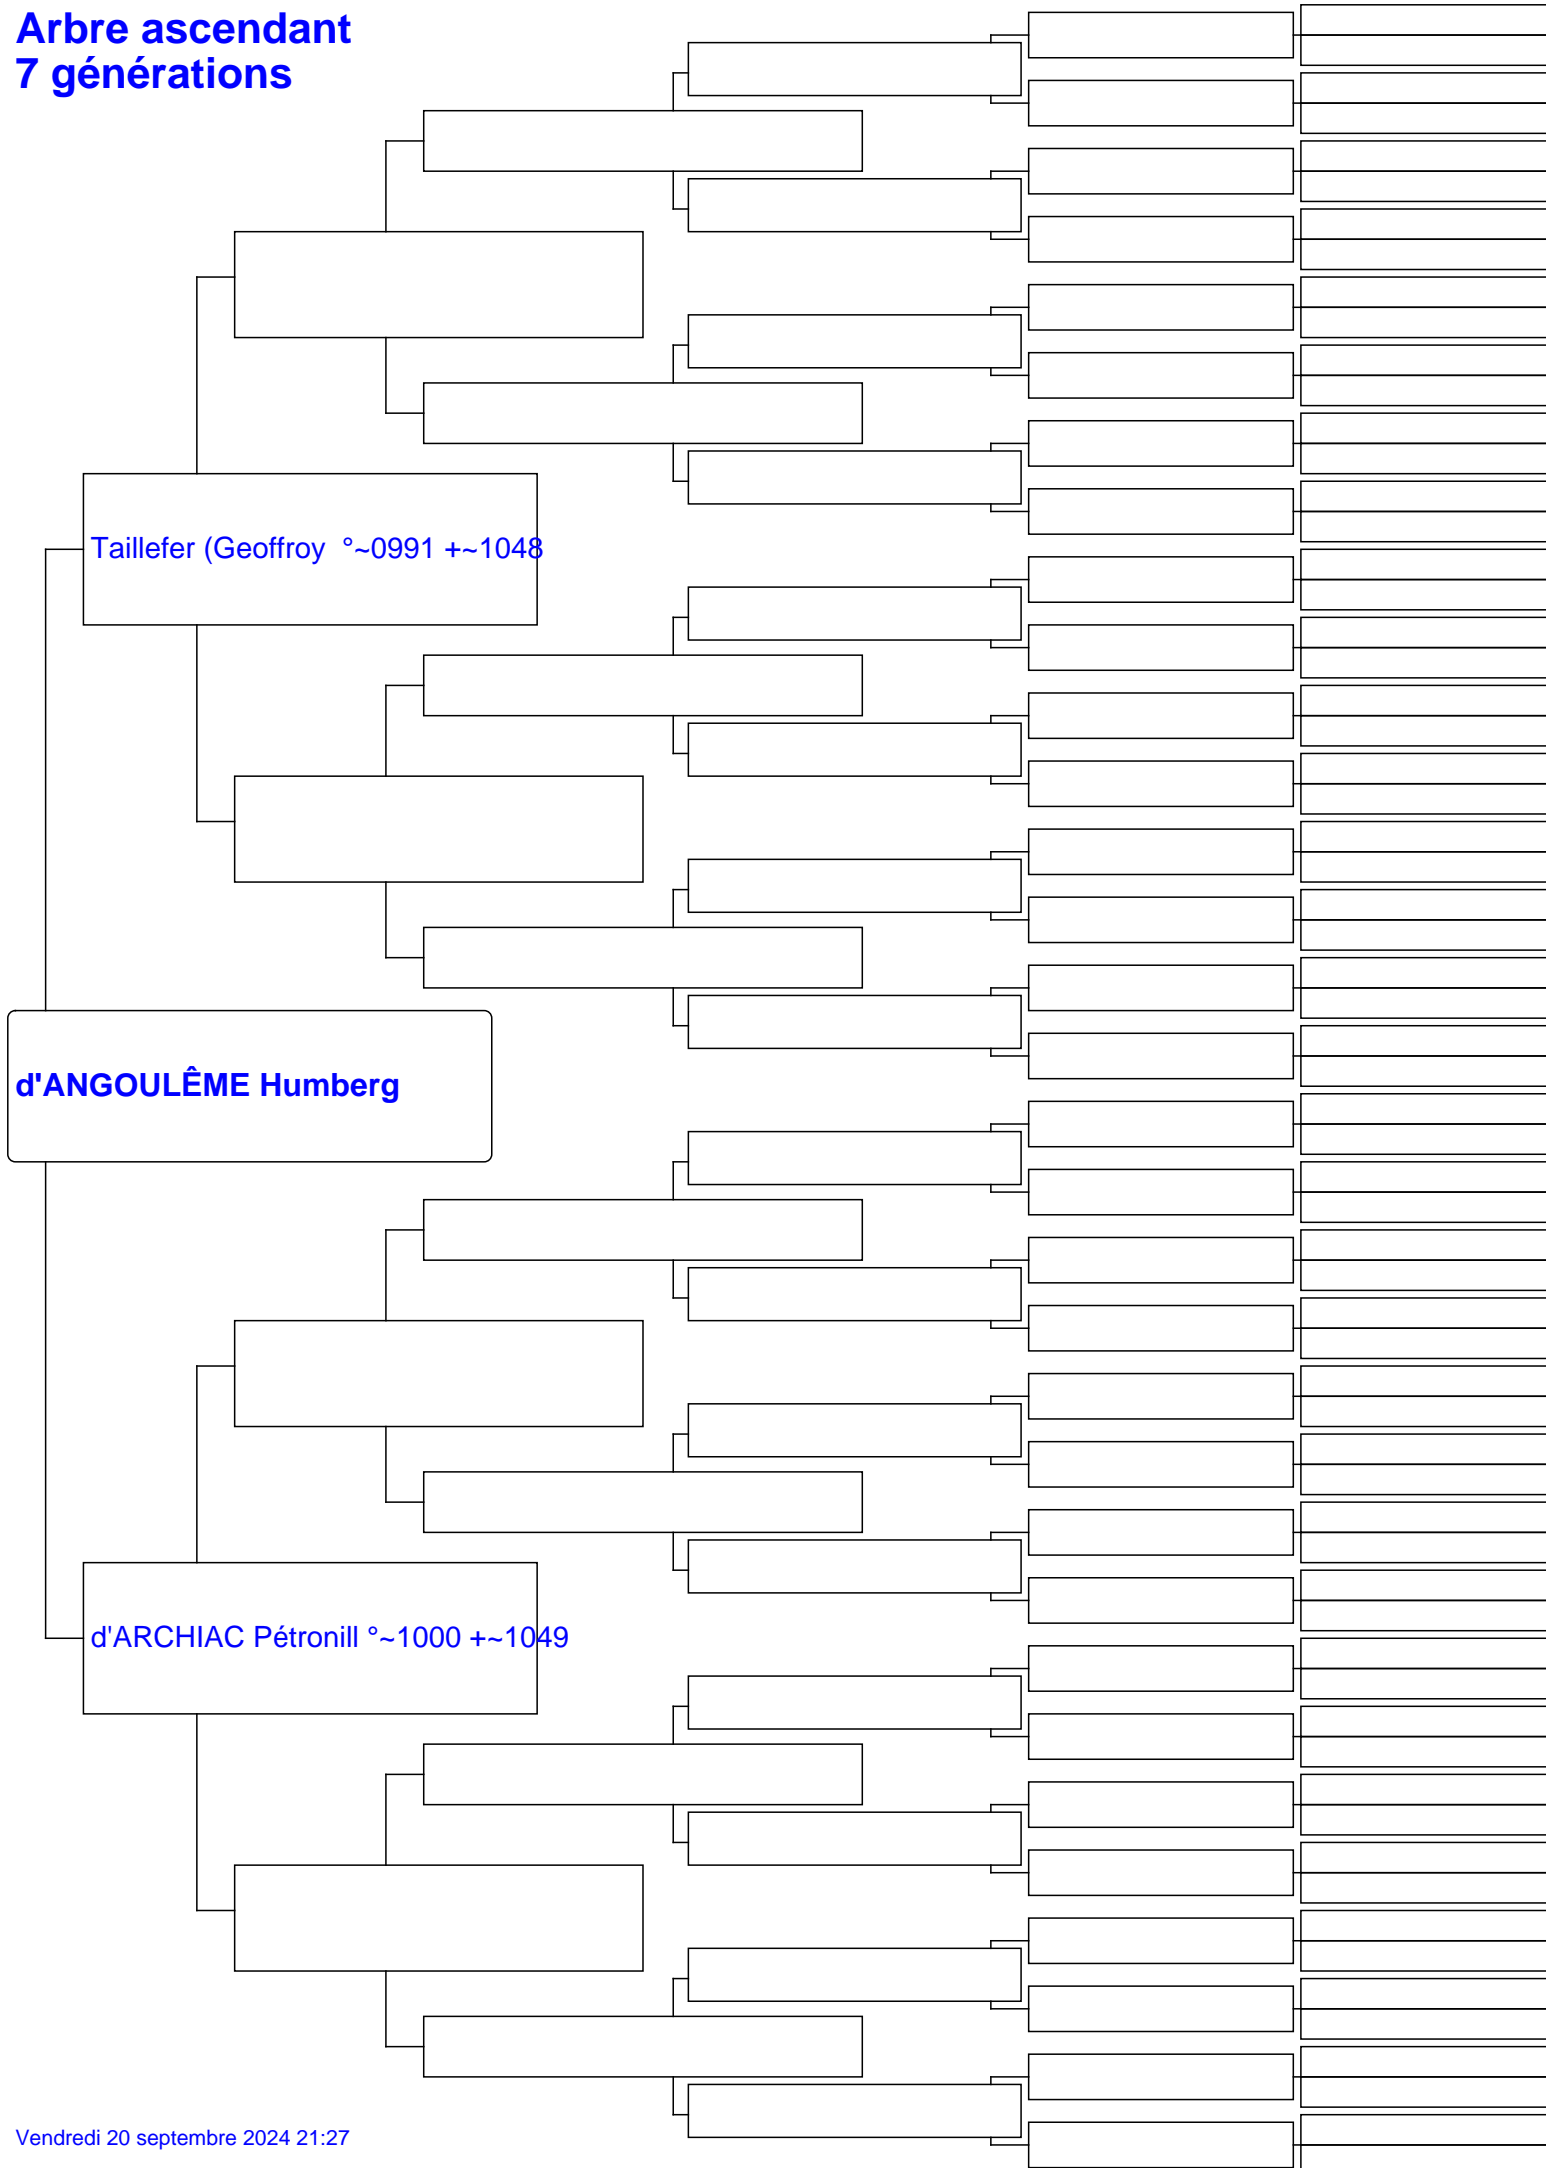 Arbre ascendant
7 générations
Taillefer (Geoffroy  °~0991 +~1048
d'ANGOULÊME Humberg
d'ARCHIAC Pétronill °~1000 +~1049
Vendredi 20 septembre 2024 21:27